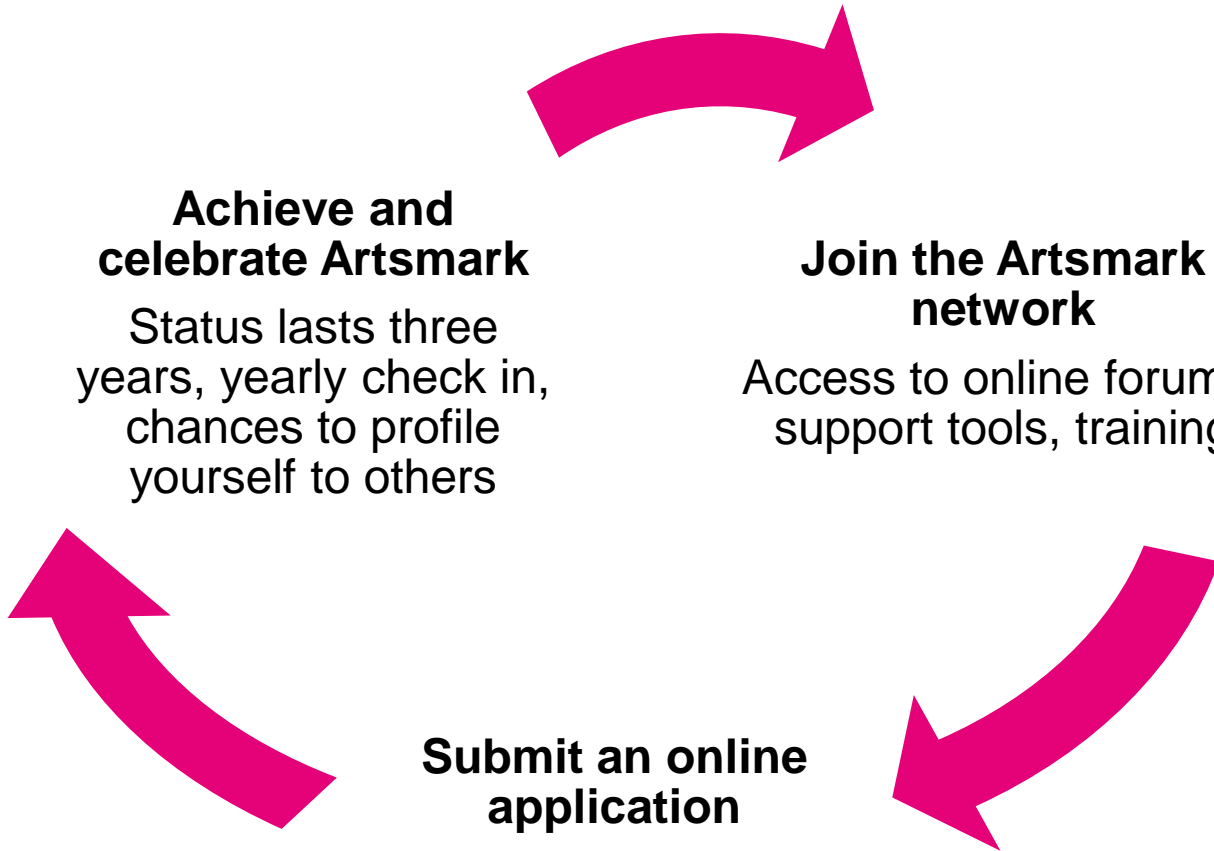 Achieve and
celebrate Artsmark
Status lasts three
years, yearly check in,
chances to profile
yourself to others
Join the Artsmark
network
Access to online forum
support tools, training
Submit an online
application